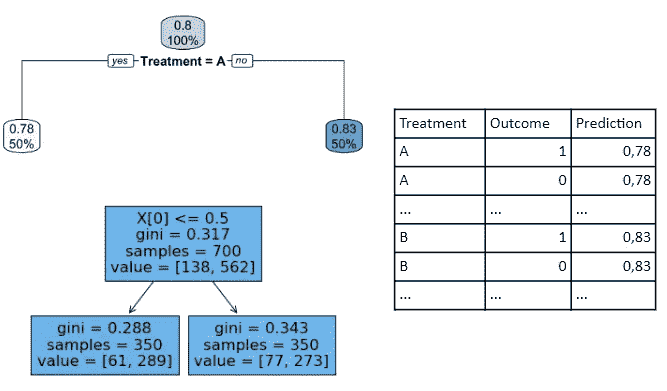 0.8
100%
yes Treatment = A no
0.78
50%
0.83
50%
X[0] <= 0.5
gini = 0.317
samples = 700
value = [138, 562]
gini = 0.288
samples = 350
value = [61, 289]
gini = 0.343
samples = 350
value = [77, 273]
Treatment Outcome Prediction
A 1 0,78
A 0 0,78
... ... ...
B 1 0,83
B 0 0,83
... ... ...